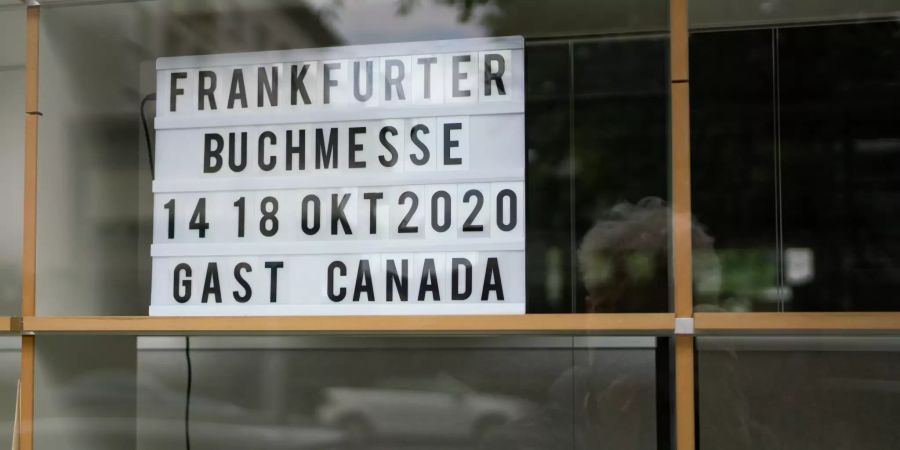 FRANKFURTER
BUCHMESSE
14 18 OKT 2020
GAST CANADA